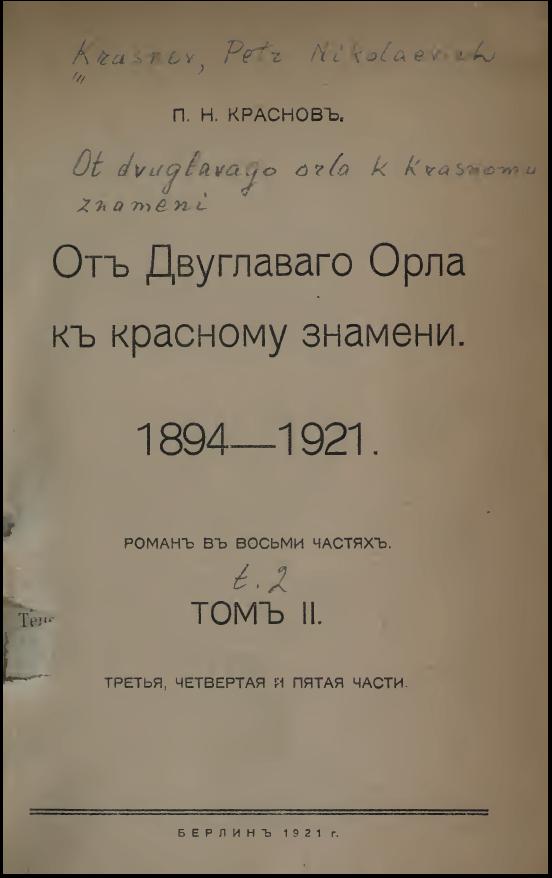 Krasnov, Petr Nikolaevich
П. Н. КРАСНОВЪ.
Ot dvuglavago orla k krasnomu
znameni
Отъ Двуглаваго Орла
къ красному знамени.
1894—1921.
РОМАНЪ ВЪ ВОСЬМИ ЧАСТЯХЪ.
t. 2
ТОМЪ II.
ТРЕТЬЯ, ЧЕТВЕРТАЯ И ПЯТАЯ ЧАСТИ.
БЕРЛИНЪ 1921 г.